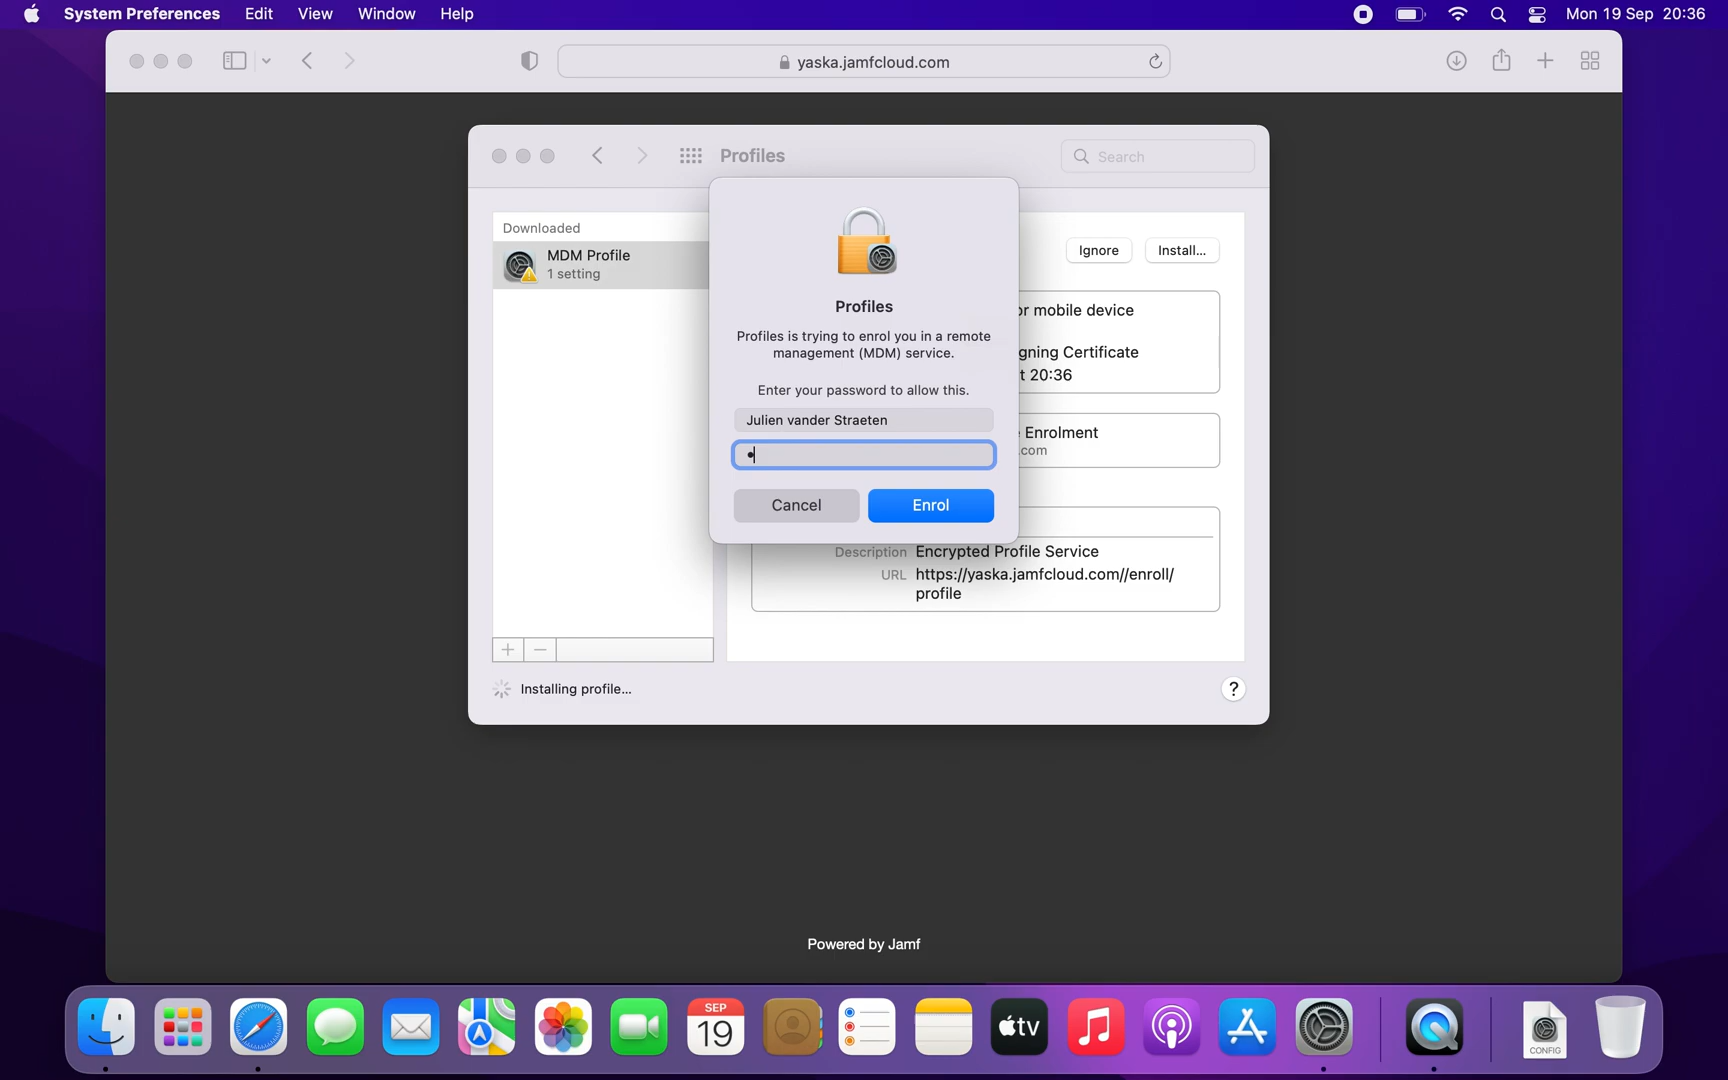 System Preferences Edit View Window Help Mon 19 Sep 20:36
yaska.jamfcloud.com
Profiles
Search
Downloaded
MDM Profile
1 setting
Ignore
Install...
Profiles
Profiles is trying to enrol you in a remote
management (MDM) service.
Enter your password to allow this.
Julien vander Straeten
Cancel
Enrol
or mobile device
gning Certificate
t 20:36
Enrolment
.com
Description Encrypted Profile Service
URL https://yaska.jamfcloud.com//enroll/
profile
+ −
Installing profile...
?
Powered by Jamf
SEP
19
tv
CONFIG